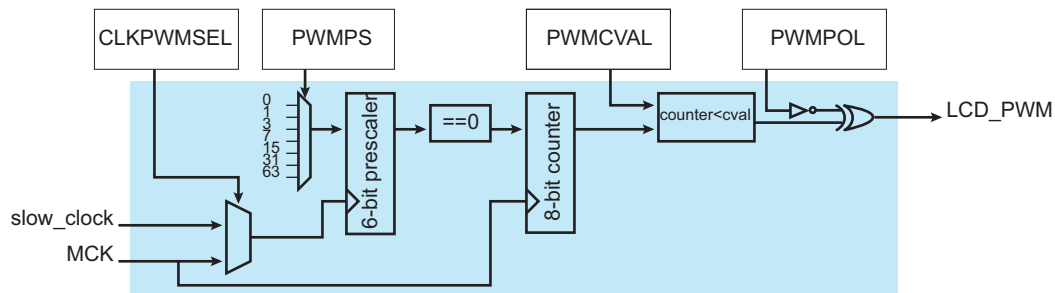 CLKPWMSEL
PWMPS
PWMCVAL
PWMPOL
0
1
3
7
15
31
63
6-bit prescaler
==0
8-bit counter
counter<cval
LCD_PWM
slow_clock
MCK